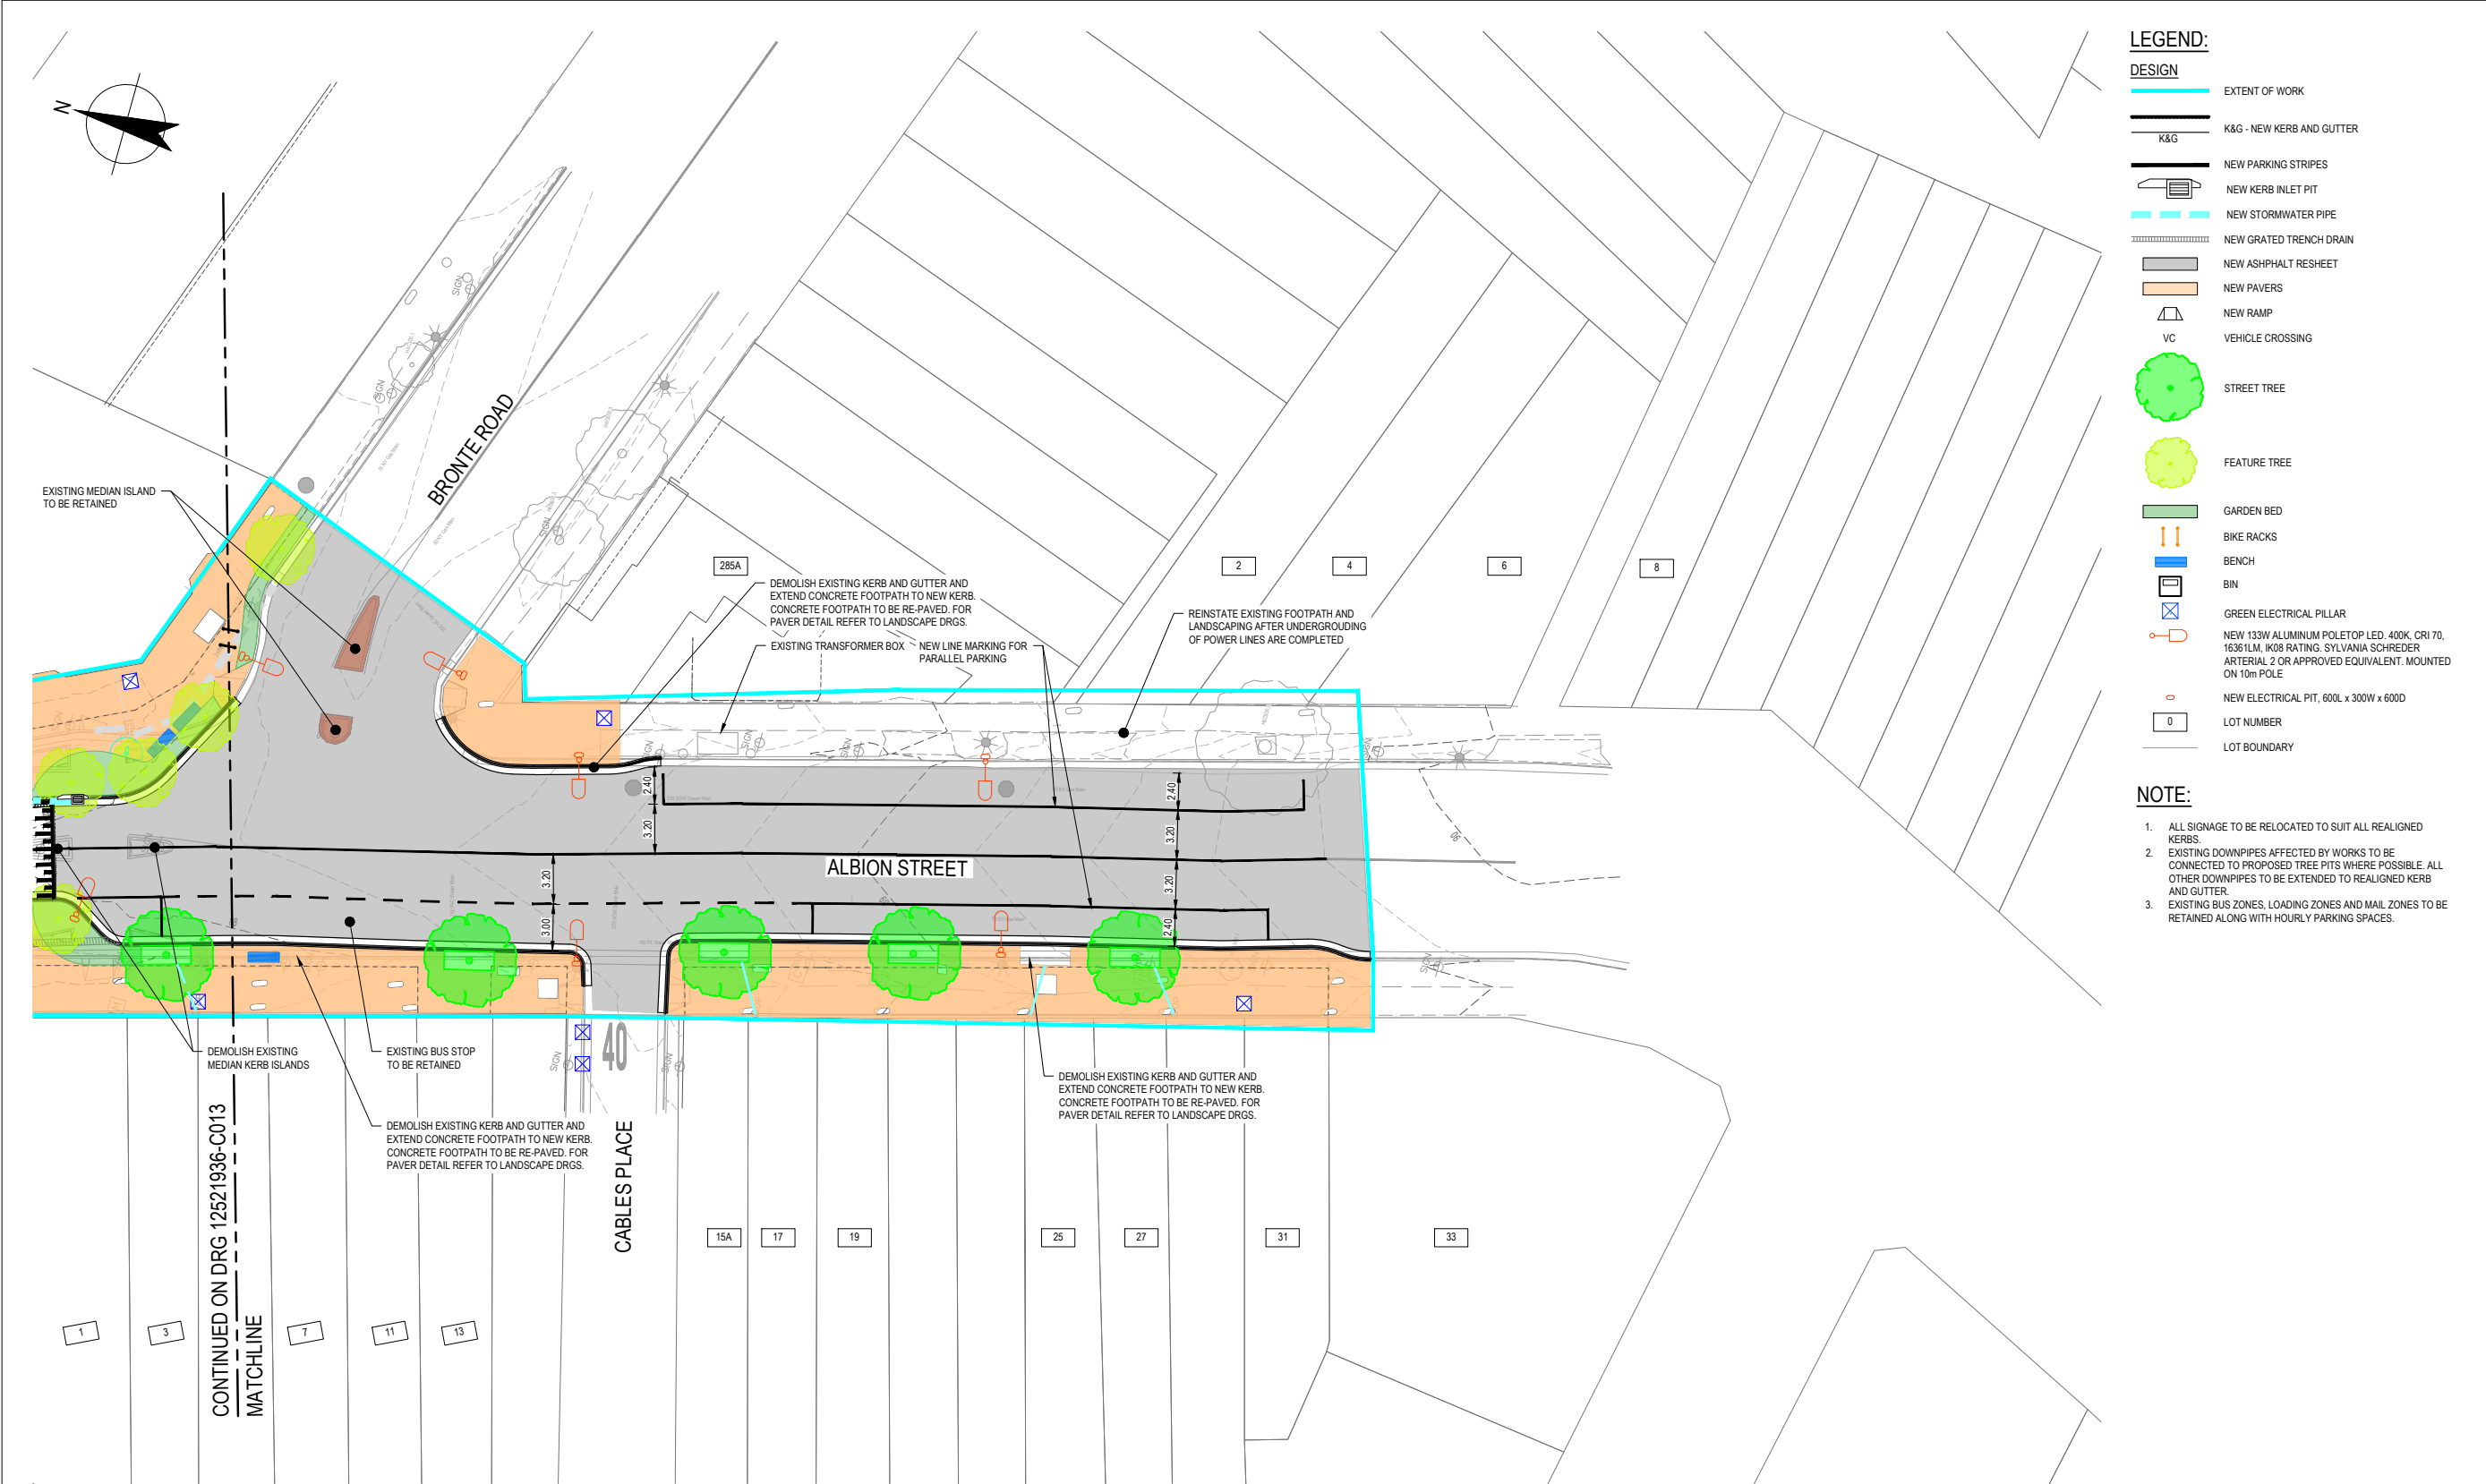 N
BRONTE ROAD
SIGN
SIGN
SIGN
EXISTING MEDIAN ISLAND
TO BE RETAINED
285A
2
4
6
8
DEMOLISH EXISTING KERB AND GUTTER AND
EXTEND CONCRETE FOOTPATH TO NEW KERB.
CONCRETE FOOTPATH TO BE RE-PAVED. FOR
PAVER DETAIL REFER TO LANDSCAPE DRGS.
EXISTING TRANSFORMER BOX
NEW LINE MARKING FOR
PARALLEL PARKING
REINSTATE EXISTING FOOTPATH AND
LANDSCAPING AFTER UNDERGROUDING
OF POWER LINES ARE COMPLETED
SIGN
SIGN
SIGN
SIGN
2.40
3.20
2.40
3.20
ALBION STREET
3.20
3.00
3.20
2.40
90
SIGN
DEMOLISH EXISTING
MEDIAN KERB ISLANDS
EXISTING BUS STOP
TO BE RETAINED
SIGN
40
SIGN
DEMOLISH EXISTING KERB AND GUTTER AND
EXTEND CONCRETE FOOTPATH TO NEW KERB.
CONCRETE FOOTPATH TO BE RE-PAVED. FOR
PAVER DETAIL REFER TO LANDSCAPE DRGS.
DEMOLISH EXISTING KERB AND GUTTER AND
EXTEND CONCRETE FOOTPATH TO NEW KERB.
CONCRETE FOOTPATH TO BE RE-PAVED. FOR
PAVER DETAIL REFER TO LANDSCAPE DRGS.
CABLES PLACE
CONTINUED ON DRG 12521936-C013
MATCHLINE
15A
17
19
25
27
31
33
1
3
7
11
13
LEGEND:
DESIGN
EXTENT OF WORK
K&G
K&G - NEW KERB AND GUTTER
NEW PARKING STRIPES
NEW KERB INLET PIT
NEW STORMWATER PIPE
NEW GRATED TRENCH DRAIN
NEW ASHPHALT RESHEET
NEW PAVERS
NEW RAMP
VC
VEHICLE CROSSING
STREET TREE
FEATURE TREE
GARDEN BED
BIKE RACKS
BENCH
BIN
GREEN ELECTRICAL PILLAR
NEW 133W ALUMINUM POLETOP LED. 400K, CRI 70,
16361LM, IK08 RATING. SYLVANIA SCHREDER
ARTERIAL 2 OR APPROVED EQUIVALENT. MOUNTED
ON 10m POLE
NEW ELECTRICAL PIT, 600L x 300W x 600D
0
LOT NUMBER
LOT BOUNDARY
NOTE:
1. ALL SIGNAGE TO BE RELOCATED TO SUIT ALL REALIGNED
KERBS.
2. EXISTING DOWNPIPES AFFECTED BY WORKS TO BE
CONNECTED TO PROPOSED TREE PITS WHERE POSSIBLE. ALL
OTHER DOWNPIPES TO BE EXTENDED TO REALIGNED KERB
AND GUTTER.
3. EXISTING BUS ZONES, LOADING ZONES AND MAIL ZONES TO BE
RETAINED ALONG WITH HOURLY PARKING SPACES.